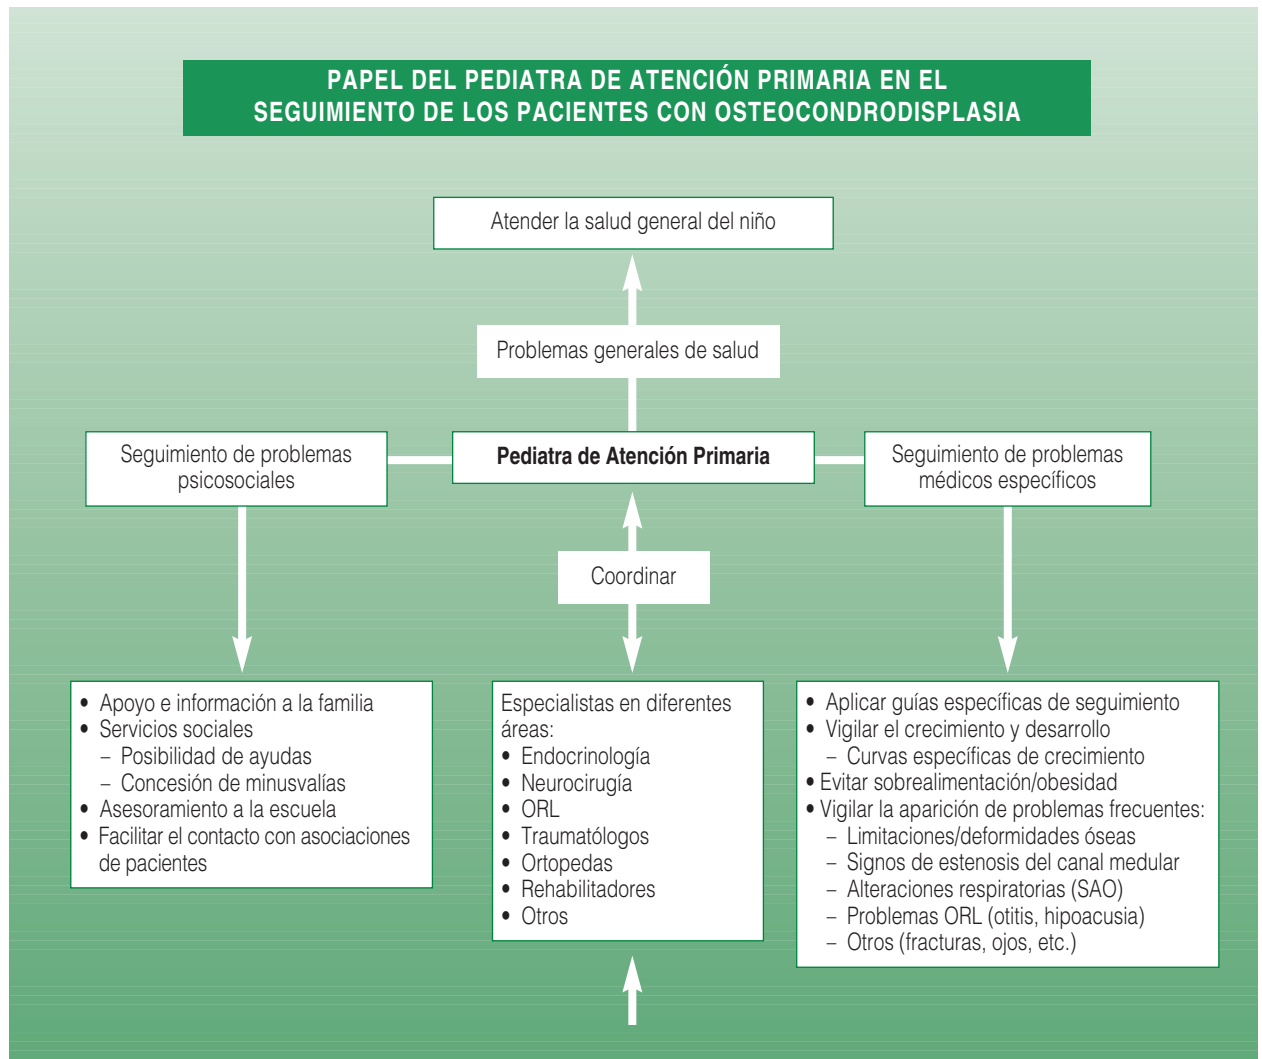 PAPEL DEL PEDIATRA DE ATENCIÓN PRIMARIA EN EL
SEGUIMIENTO DE LOS PACIENTES CON OSTEOCONDRODISPLASIA
Atender la salud general del niño
Problemas generales de salud
Seguimiento de problemas
psicosociales
Pediatra de Atención Primaria
Seguimiento de problemas
médicos específicos
Coordinar
• Apoyo e información a la familia
• Servicios sociales
– Posibilidad de ayudas
– Concesión de minusvalías
• Asesoramiento a la escuela
• Facilitar el contacto con asociaciones
de pacientes
Especialistas en diferentes
áreas:
• Endocrinología
• Neurocirugía
• ORL
• Traumatólogos
• Ortopedas
• Rehabilitadores
• Otros
• Aplicar guías específicas de seguimiento
• Vigilar el crecimiento y desarrollo
– Curvas específicas de crecimiento
• Evitar sobrealimentación/obesidad
• Vigilar la aparición de problemas frecuentes:
– Limitaciones/deformidades óseas
– Signos de estenosis del canal medular
– Alteraciones respiratorias (SAO)
– Problemas ORL (otitis, hipoacusia)
– Otros (fracturas, ojos, etc.)